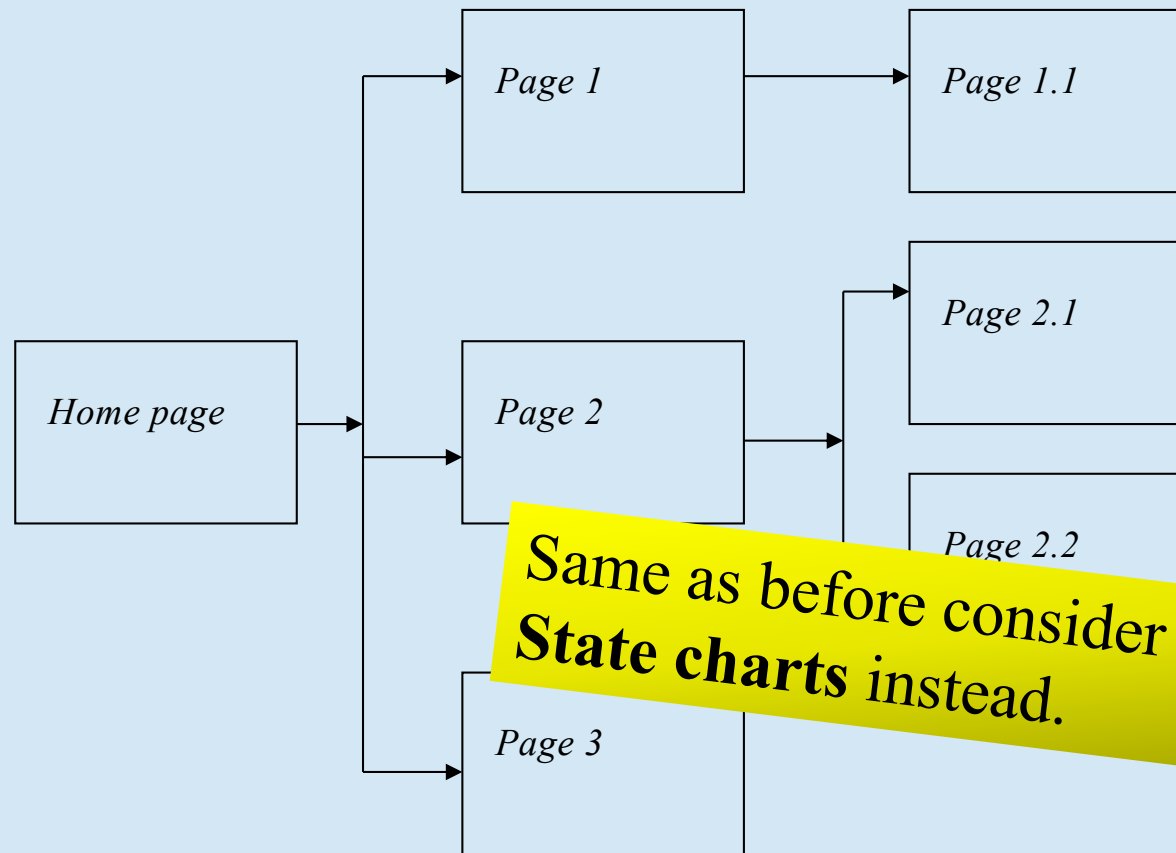 Page 1
Page 1.1
Page 2.1
Home page
Page 2
Page 2.2
Same as before consider
State charts instead.
Page 3